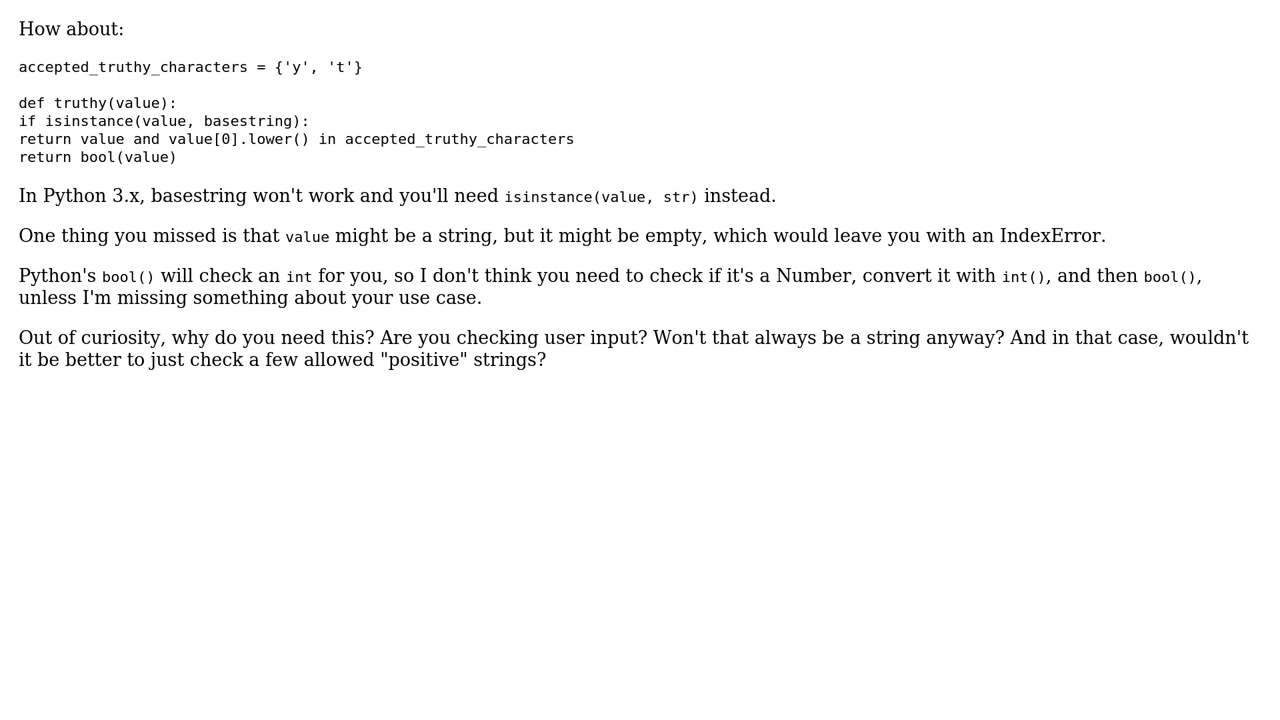 How about:
accepted_truthy_characters = {'y', 't'}
def truthy(value):
if isinstance(value, basestring):
return value and value[0].lower() in accepted_truthy_characters
return bool(value)
In Python 3.x, basestring won't work and you'll need isinstance(value, str) instead.
One thing you missed is that value might be a string, but it might be empty, which would leave you with an IndexError.
Python's bool() will check an int for you, so I don't think you need to check if it's a Number, convert it with int(), and then bool(),
unless I'm missing something about your use case.
Out of curiosity, why do you need this? Are you checking user input? Won't that always be a string anyway? And in that case, wouldn't
it be better to just check a few allowed "positive" strings?